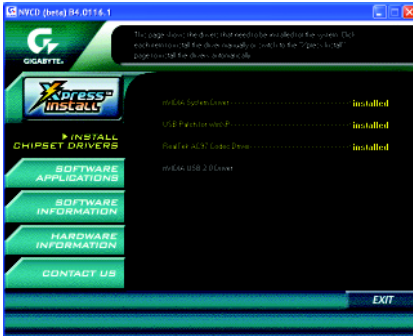 NVCD (beta) B4.0116.1
GIGABYTE
This page shows the drivers that need to be installed for the system. Click
each item to install the driver manually or switch to the "Xpress Install"
page to install the drivers automatically.
Xpress
INSTALL
nVIDIA System Driver installed
USB Patch for WinXP installed
RealTek AC97 Codec Driver installed
nVIDIA USB 2.0 Driver
INSTALL
CHIPSET DRIVERS
SOFTWARE
APPLICATIONS
SOFTWARE
INFORMATION
HARDWARE
INFORMATION
CONTACT US
EXIT